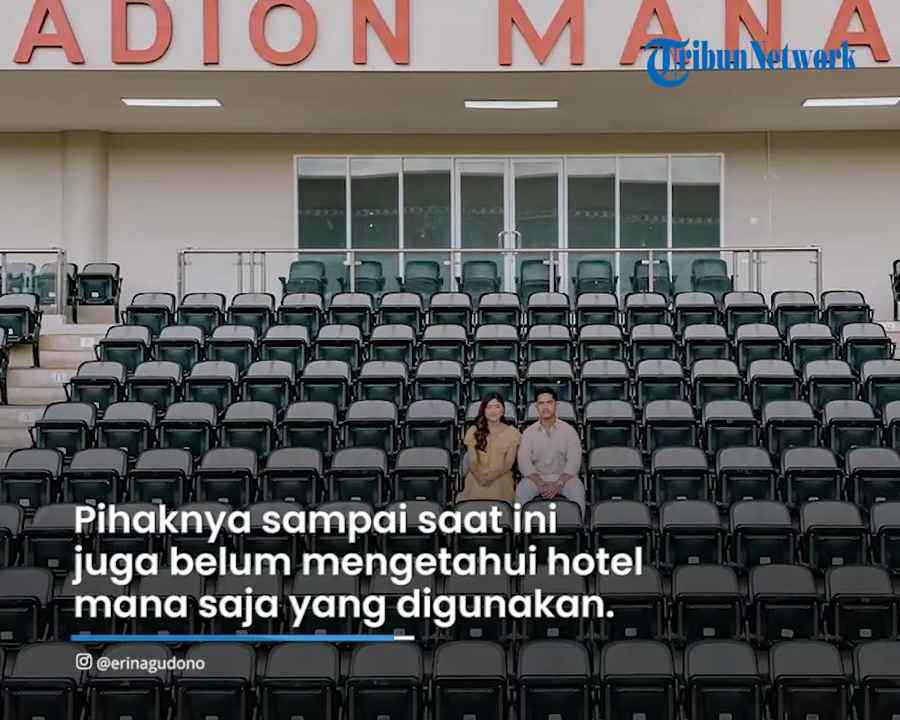 ADION MANA
TribunNetwork
Pihaknya sampai saat ini
juga belum mengetahui hotel
mana saja yang digunakan.
@erinagudono